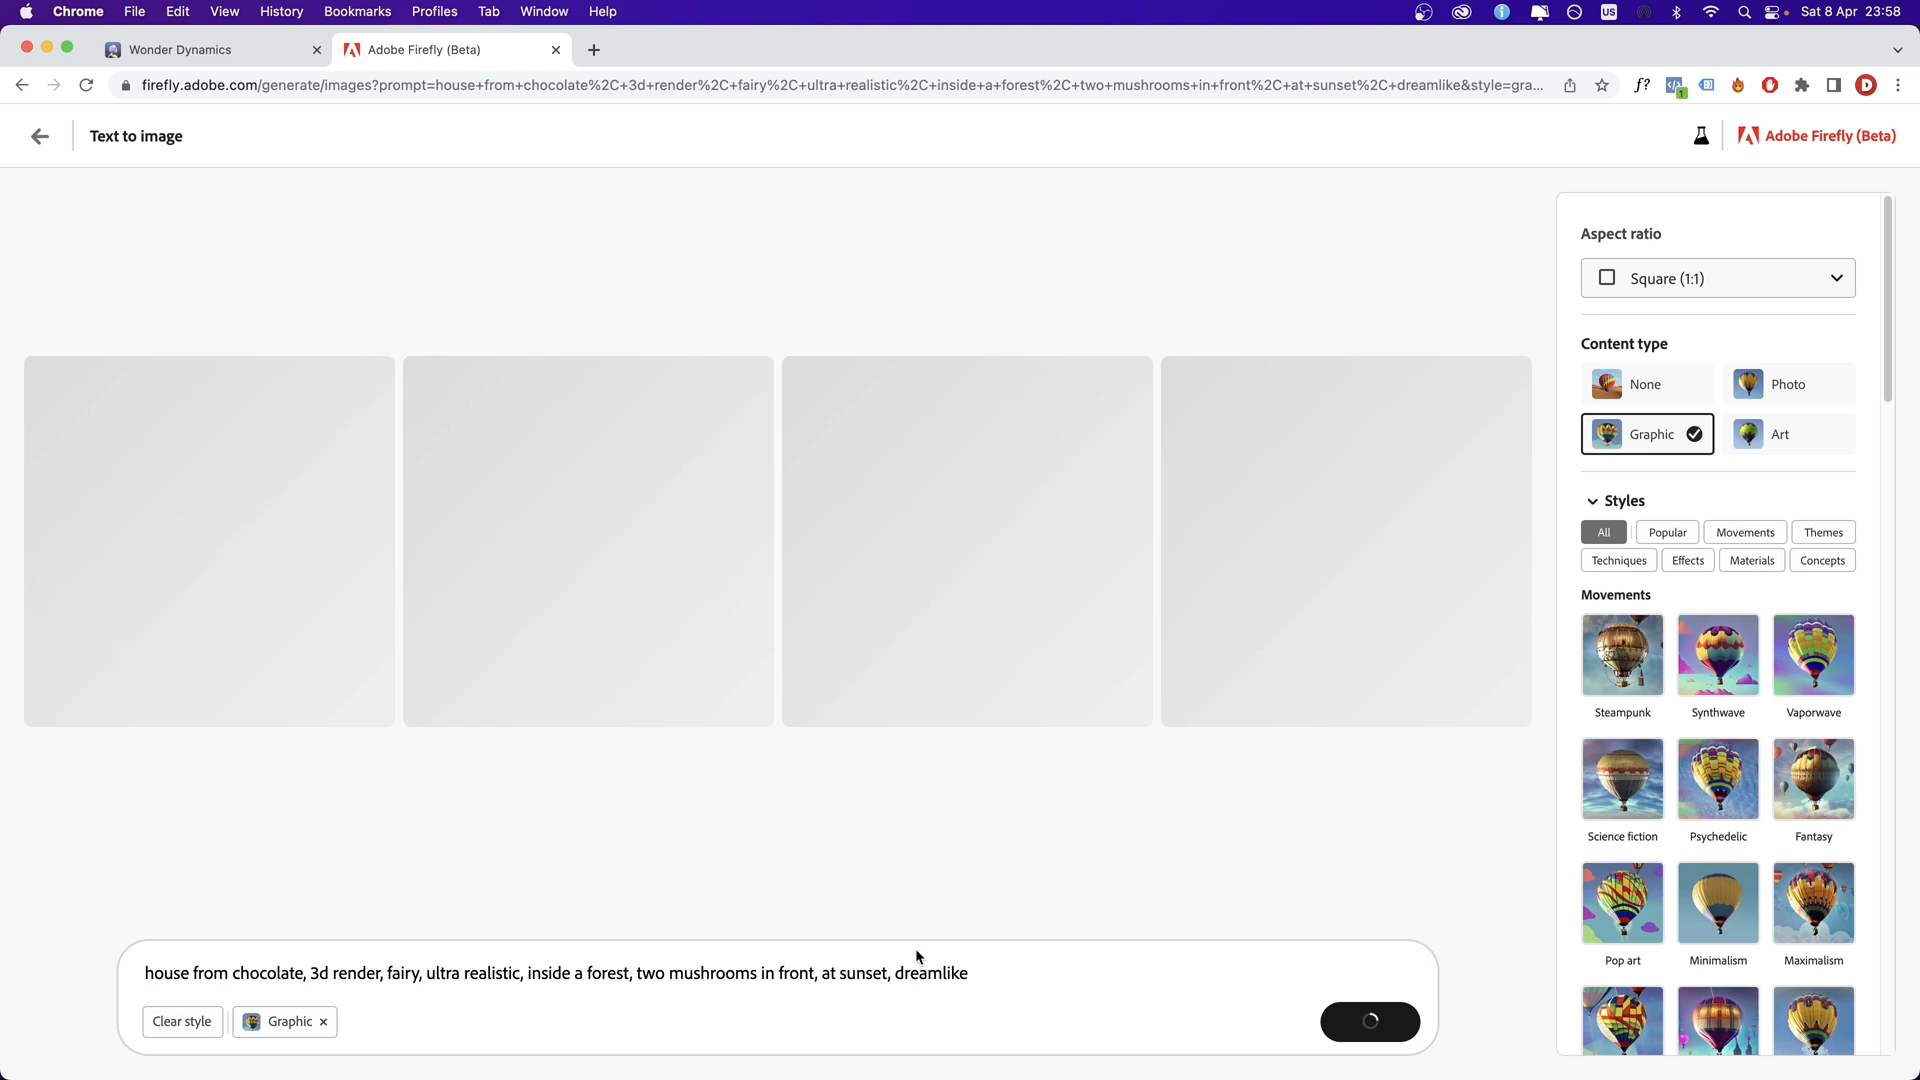 Chrome File Edit View History Bookmarks Profiles Tab Window Help US Sat 8 Apr 23:58
Wonder Dynamics Adobe Firefly (Beta)
firefly.adobe.com/generate/images?prompt=house+from+chocolate%2C+3d+render%2C+fairy%2C+ultra+realistic%2C+inside+a+forest%2C+two+mushrooms+in+front%2C+at+sunset%2C+dreamlike&style=gra... f? 1 D
Text to image Adobe Firefly (Beta)
Aspect ratio
Square (1:1)
Content type
None Photo
Graphic Art
Styles
All Popular Movements Themes
Techniques Effects Materials Concepts
Movements
Steampunk Synthwave Vaporwave
Science fiction Psychedelic Fantasy
Pop art Minimalism Maximalism
house from chocolate, 3d render, fairy, ultra realistic, inside a forest, two mushrooms in front, at sunset, dreamlike
Clear style Graphic